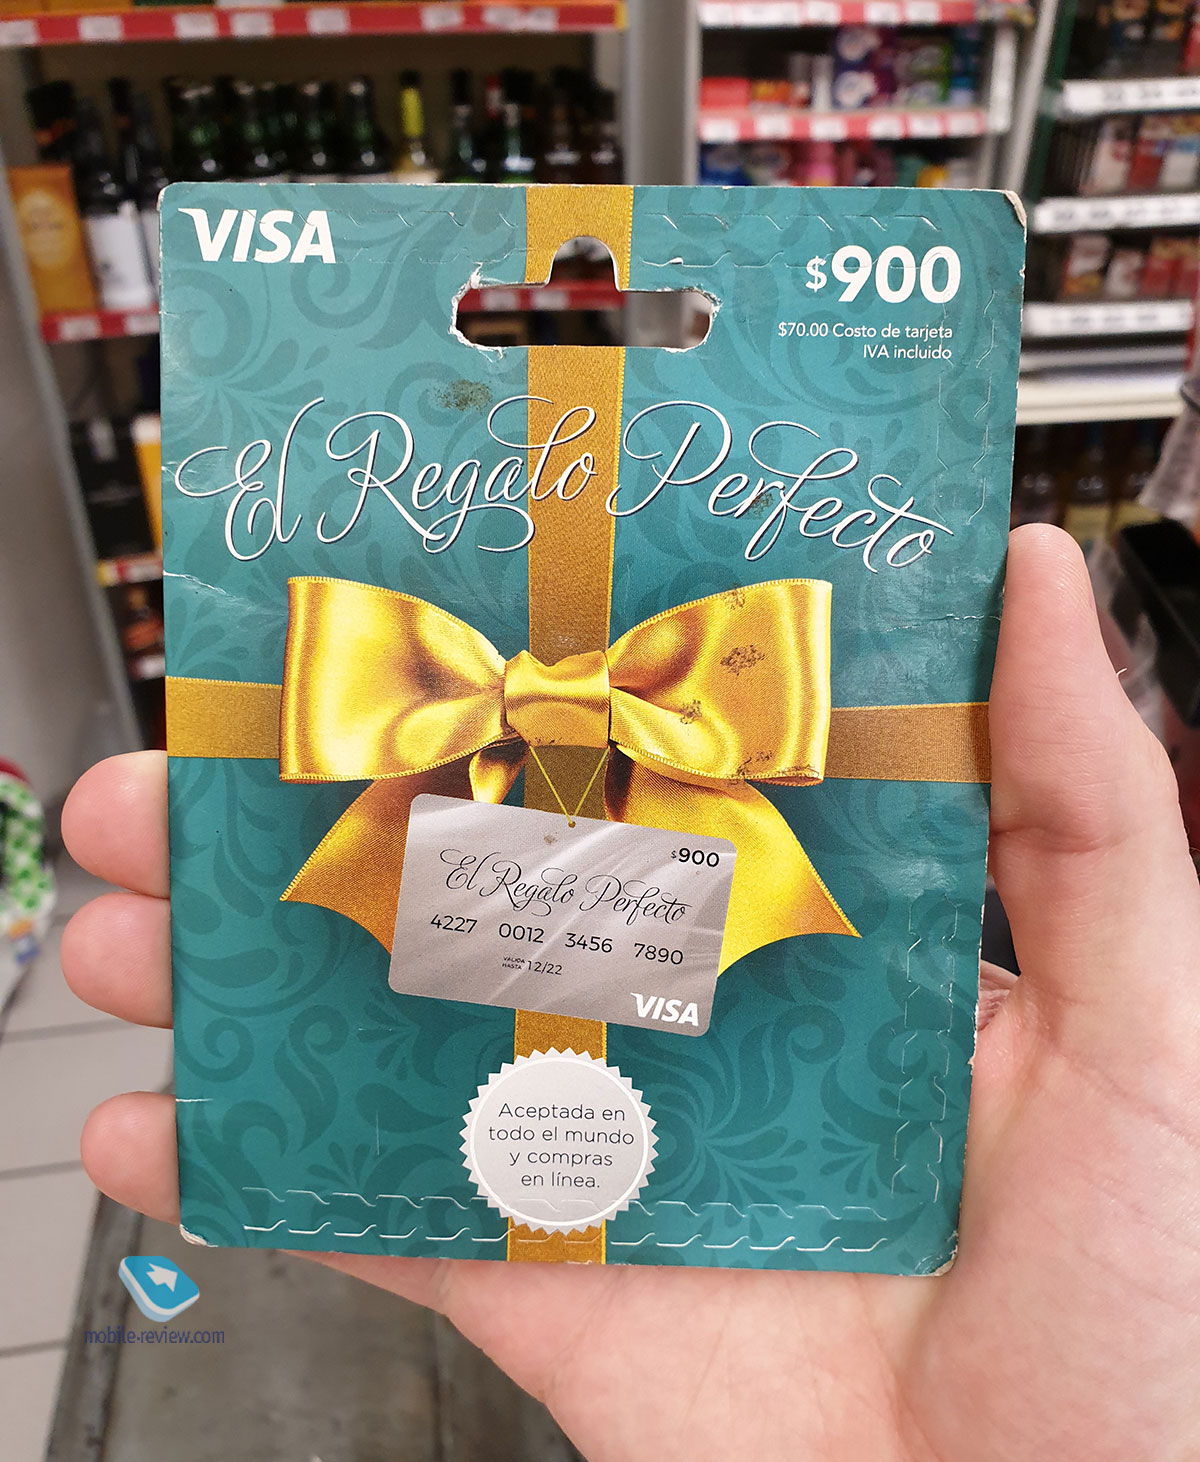 VISA
$900
$70.00 Costo de tarjeta
IVA incluido
El Regalo Perfecto
$900
El Regalo Perfecto
4227 0012 3456 7890
VALIDA
HASTA 12/22
VISA
Aceptada en
todo el mundo
y compras
en línea.
mobile-review.com